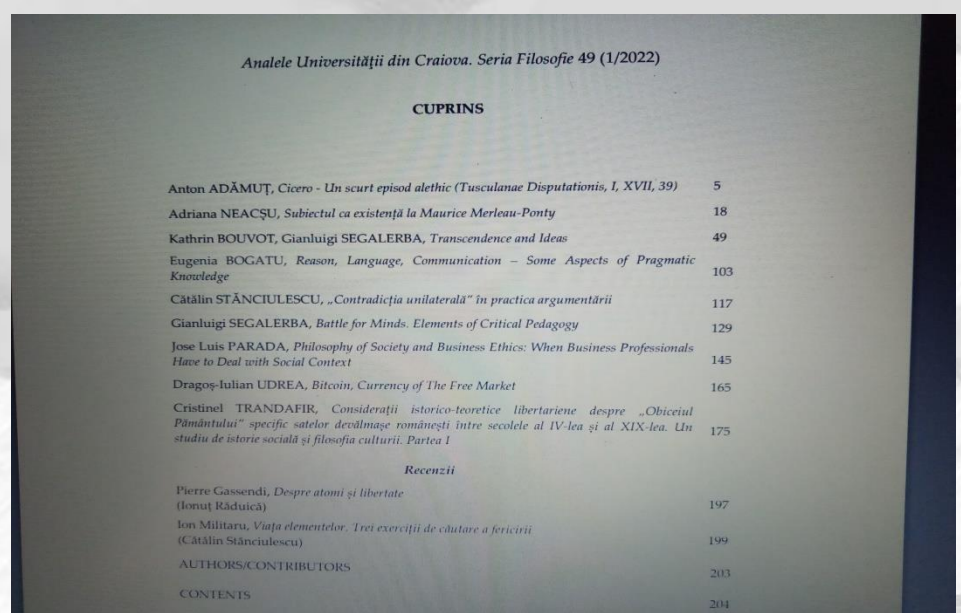 Analele Universității din Craiova. Seria Filosofie 49 (1/2022)
CUPRINS
Anton ADĂMUȚ, Cicero - Un scurt episod alethic (Tusculanae Disputationis, I, XVII, 39) 5
Adriana NEACȘU, Subiectul ca existență la Maurice Merleau-Ponty 18
Kathrin BOUVOT, Gianluigi SEGALERBA, Transcendence and Ideas 49
Eugenia BOGATU, Reason, Language, Communication – Some Aspects of Pragmatic
Knowledge 103
Cătălin STĂNCIULESCU, „Contradicția unilaterală" în practica argumentării 117
Gianluigi SEGALERBA, Battle for Minds. Elements of Critical Pedagogy 129
Jose Luis PARADA, Philosophy of Society and Business Ethics: When Business Professionals
Have to Deal with Social Context 145
Dragoș-Iulian UDREA, Bitcoin, Currency of The Free Market 165
Cristinel TRANDAFIR, Considerații istorico-teoretice libertariene despre „Obiceiul
Pământului" specific satelor devălmașe românești între secolele al IV-lea și al XIX-lea. Un
studiu de istorie socială și filosofia culturii. Partea I 175
Recenzii
Pierre Gassendi, Despre atomi și libertate
(Ionuț Răduică) 197
Ion Militaru, Viața elementelor. Trei exerciții de căutare a fericirii
(Cătălin Stănciulescu) 199
AUTHORS/CONTRIBUTORS 203
CONTENTS 204